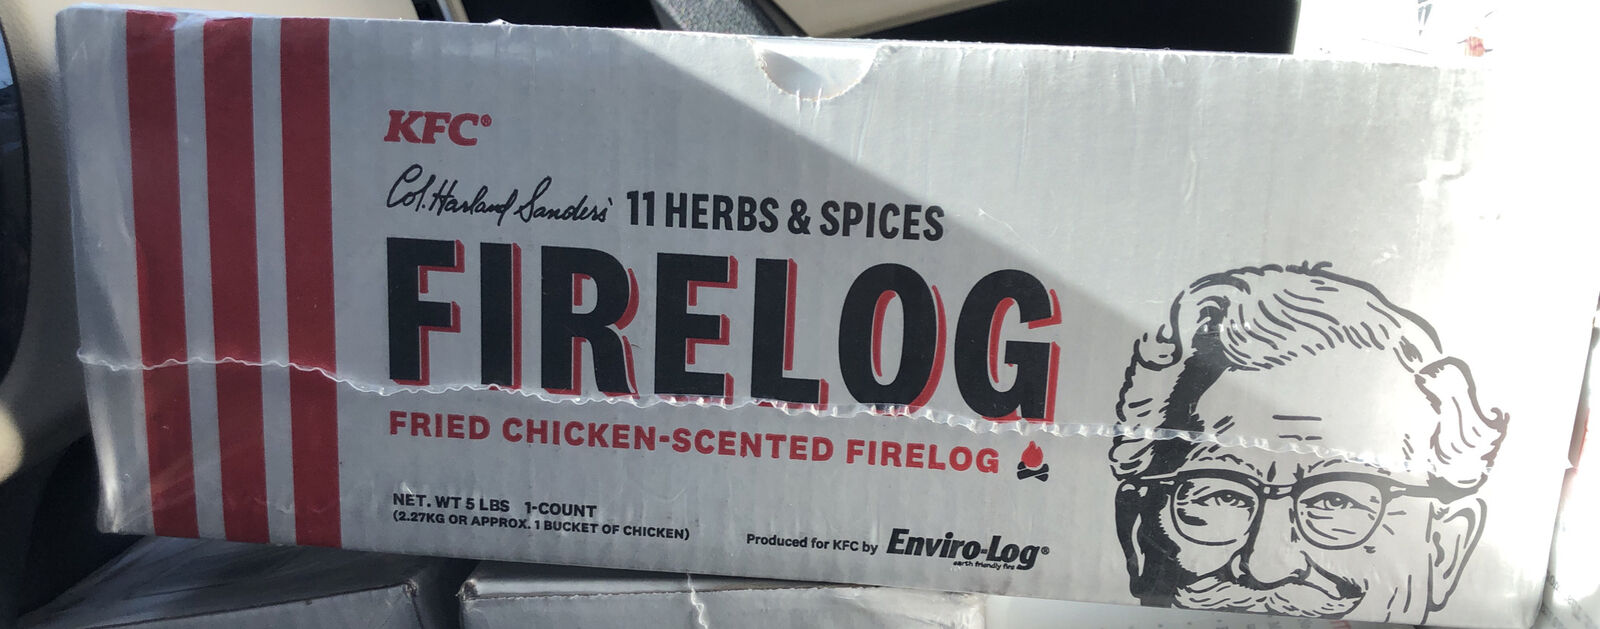 KFC®
Col. Harland Sanders' 11 HERBS & SPICES
FIRELOG
FRIED CHICKEN-SCENTED FIRELOG
NET. WT 5 LBS 1-COUNT
(2.27KG OR APPROX. 1 BUCKET OF CHICKEN)
Produced for KFC by Enviro-Log®
earth friendly fire